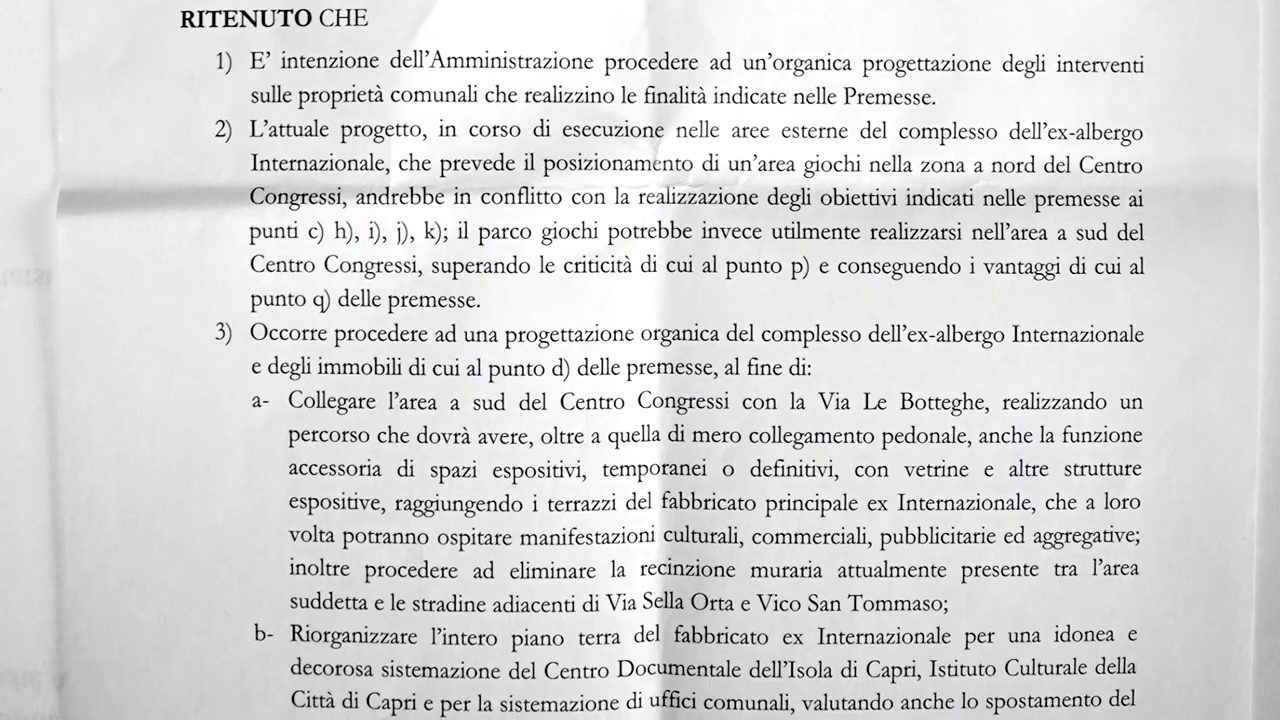 RITENUTO CHE
1) E' intenzione dell'Amministrazione procedere ad un'organica progettazione degli interventi
sulle proprietà comunali che realizzino le finalità indicate nelle Premesse.
2) L'attuale progetto, in corso di esecuzione nelle aree esterne del complesso dell'ex-albergo
Internazionale, che prevede il posizionamento di un'area giochi nella zona a nord del Centro
Congressi, andrebbe in conflitto con la realizzazione degli obiettivi indicati nelle premesse ai
punti c) h), i), j), k); il parco giochi potrebbe invece utilmente realizzarsi nell'area a sud del
Centro Congressi, superando le criticità di cui al punto p) e conseguendo i vantaggi di cui al
punto q) delle premesse.
3) Occorre procedere ad una progettazione organica del complesso dell'ex-albergo Internazionale
e degli immobili di cui al punto d) delle premesse, al fine di:
a- Collegare l'area a sud del Centro Congressi con la Via Le Botteghe, realizzando un
percorso che dovrà avere, oltre a quella di mero collegamento pedonale, anche la funzione
accessoria di spazi espositivi, temporanei o definitivi, con vetrine e altre strutture
espositive, raggiungendo i terrazzi del fabbricato principale ex Internazionale, che a loro
volta potranno ospitare manifestazioni culturali, commerciali, pubblicitarie ed aggregative;
inoltre procedere ad eliminare la recinzione muraria attualmente presente tra l'area
suddetta e le stradine adiacenti di Via Sella Orta e Vico San Tommaso;
b- Riorganizzare l'intero piano terra del fabbricato ex Internazionale per una idonea e
decorosa sistemazione del Centro Documentale dell'Isola di Capri, Istituto Culturale della
Città di Capri e per la sistemazione di uffici comunali, valutando anche lo spostamento del